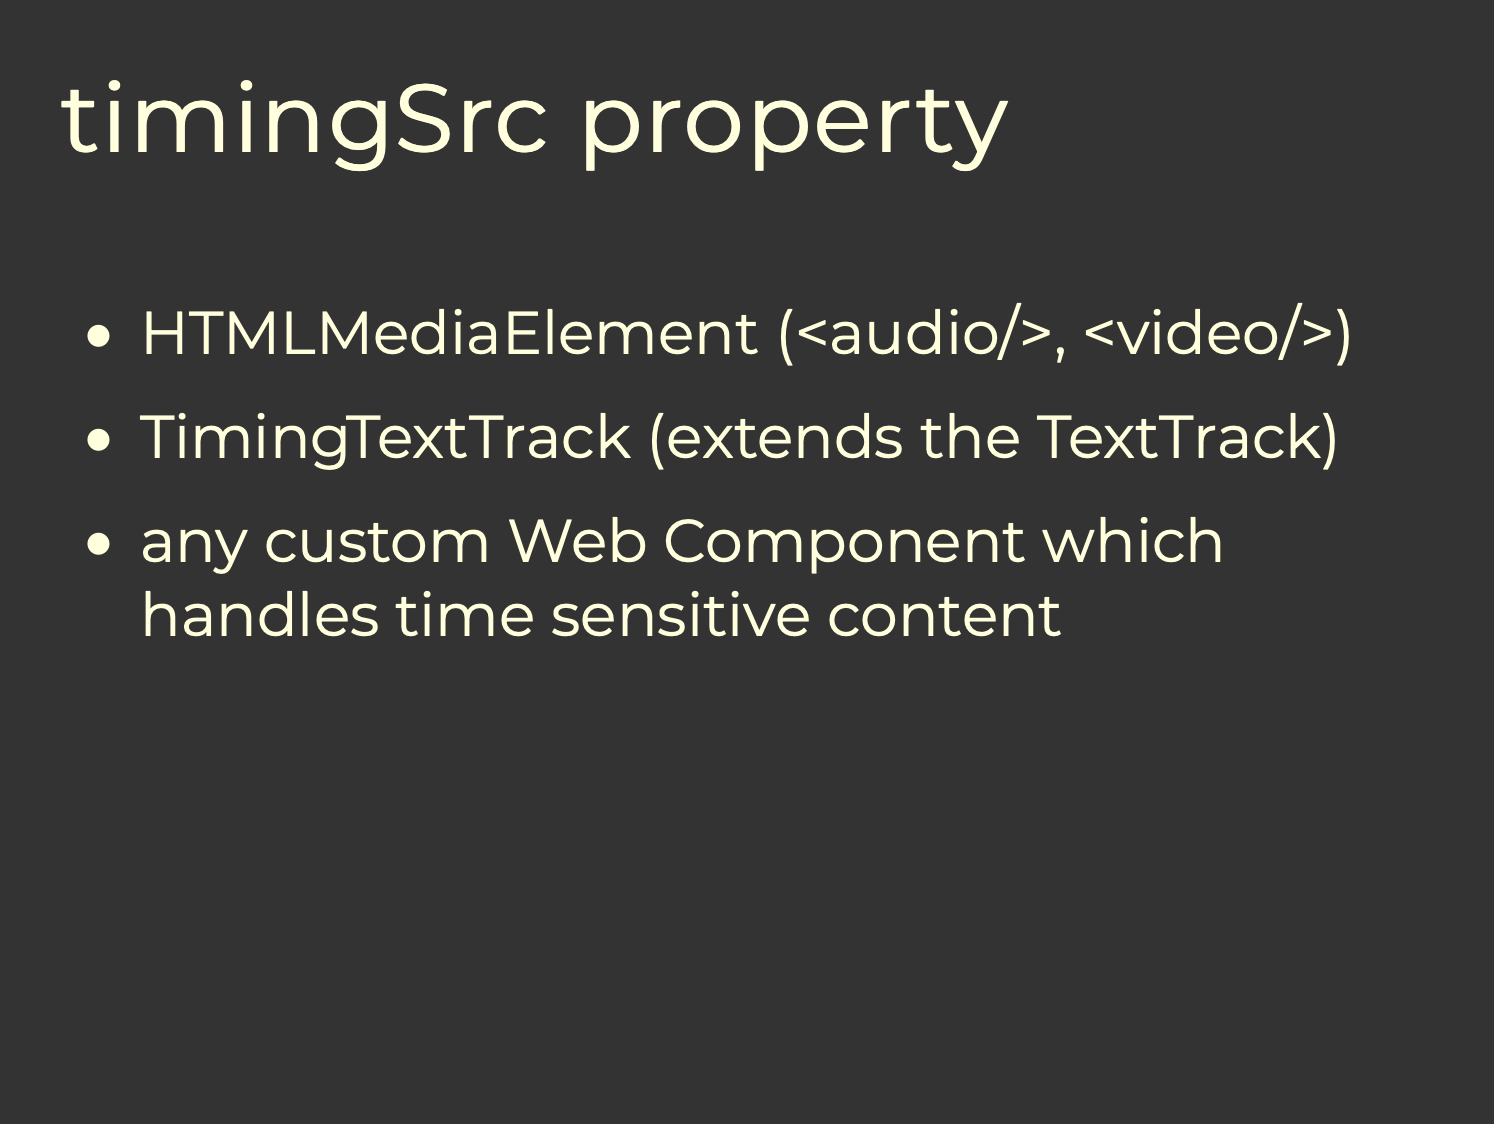 timingSrc property
• HTMLMediaElement (<audio/>, <video/>)
• TimingTextTrack (extends the TextTrack)
• any custom Web Component which
handles time sensitive content